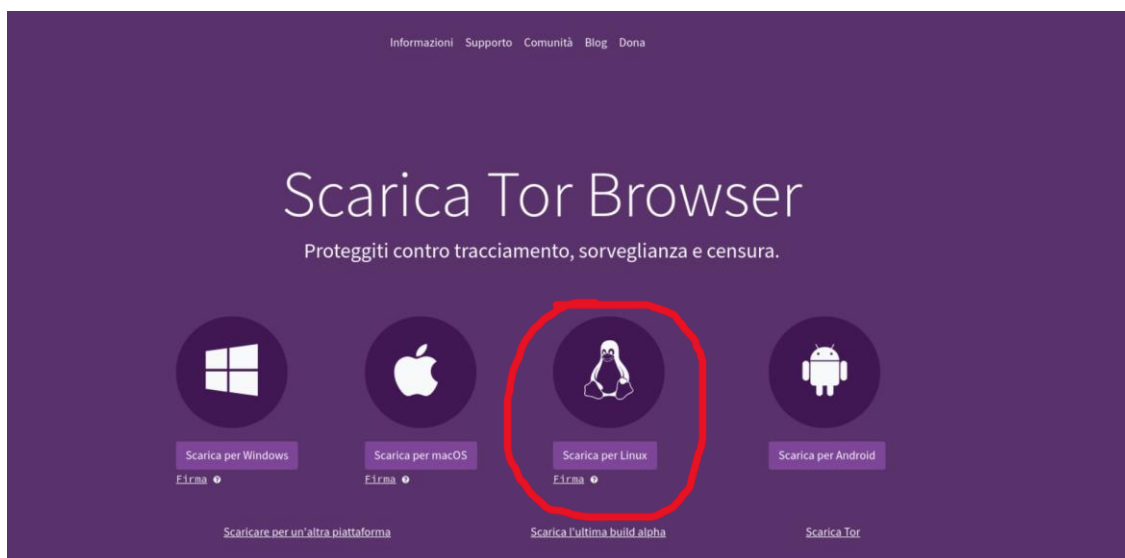 Informazioni Supporto Comunità Blog Dona
Scarica Tor Browser
Proteggiti contro tracciamento, sorveglianza e censura.
Scarica per Windows Scarica per macOS Scarica per Linux Scarica per Android
Firma ? Firma ? Firma ?
Scaricare per un'altra piattaforma Scarica l'ultima build alpha Scarica Tor